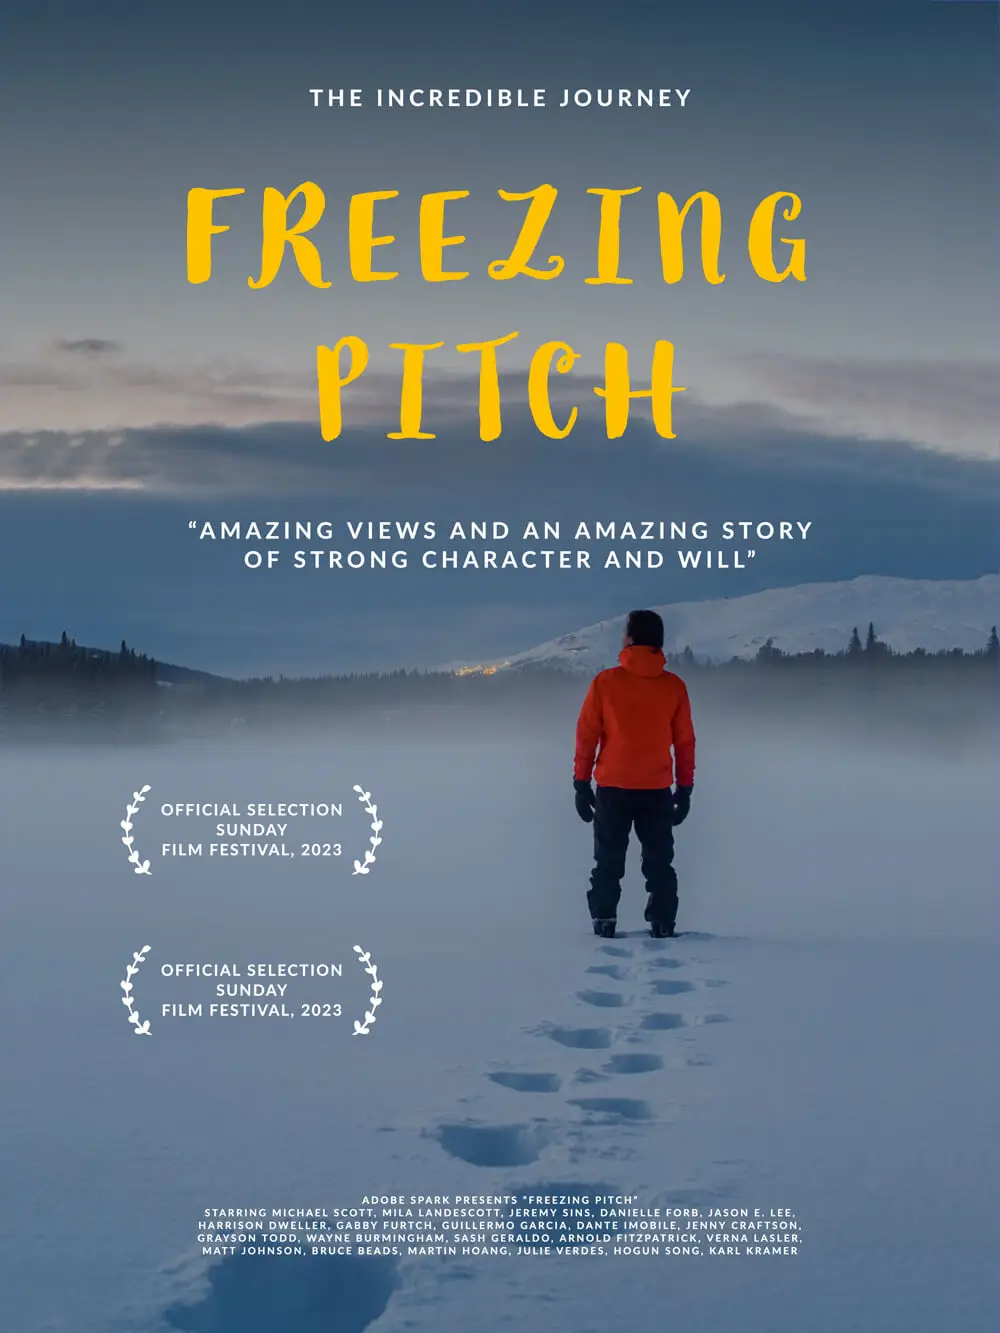 THE INCREDIBLE JOURNEY
FREEZING
PITCH
“AMAZING VIEWS AND AN AMAZING STORY
OF STRONG CHARACTER AND WILL”
OFFICIAL SELECTION
SUNDAY
FILM FESTIVAL, 2023
OFFICIAL SELECTION
SUNDAY
FILM FESTIVAL, 2023
ADOBE SPARK PRESENTS "FREEZING PITCH"
STARRING MICHAEL SCOTT, MILA LANDESCOTT, JEREMY SINS, DANIELLE FORB, JASON E. LEE,
HARRISON DWELLER, GABBY FURTCH, GUILLERMO GARCIA, DANTE IMOBILE, JENNY CRAFTSON,
GRAYSON TODD, WAYNE BURMINGHAM, SASH GERALDO, ARNOLD FITZPATRICK, VERNA LASLER,
MATT JOHNSON, BRUCE BEADS, MARTIN HOANG, JULIE VERDES, HOGUN SONG, KARL KRAMER